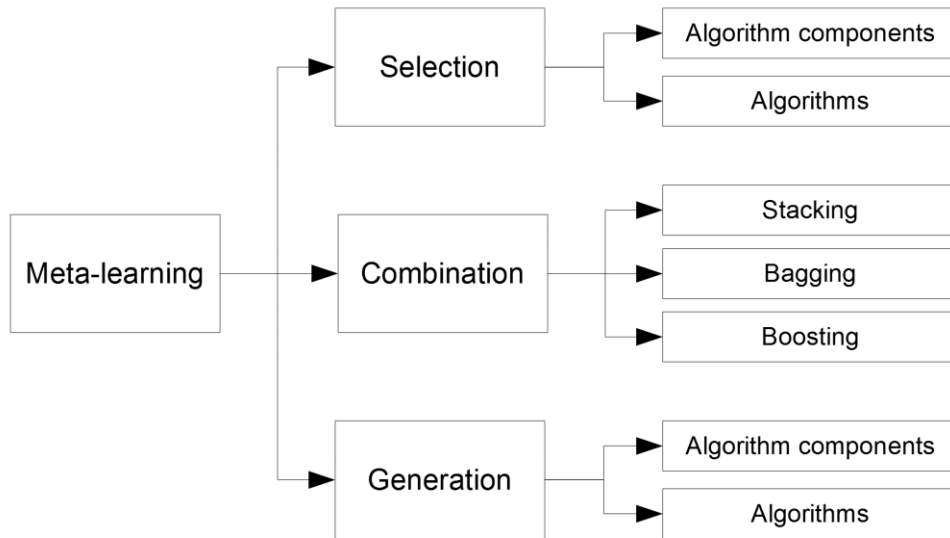 Meta-learning
Selection
Algorithm components
Algorithms
Combination
Stacking
Bagging
Boosting
Generation
Algorithm components
Algorithms